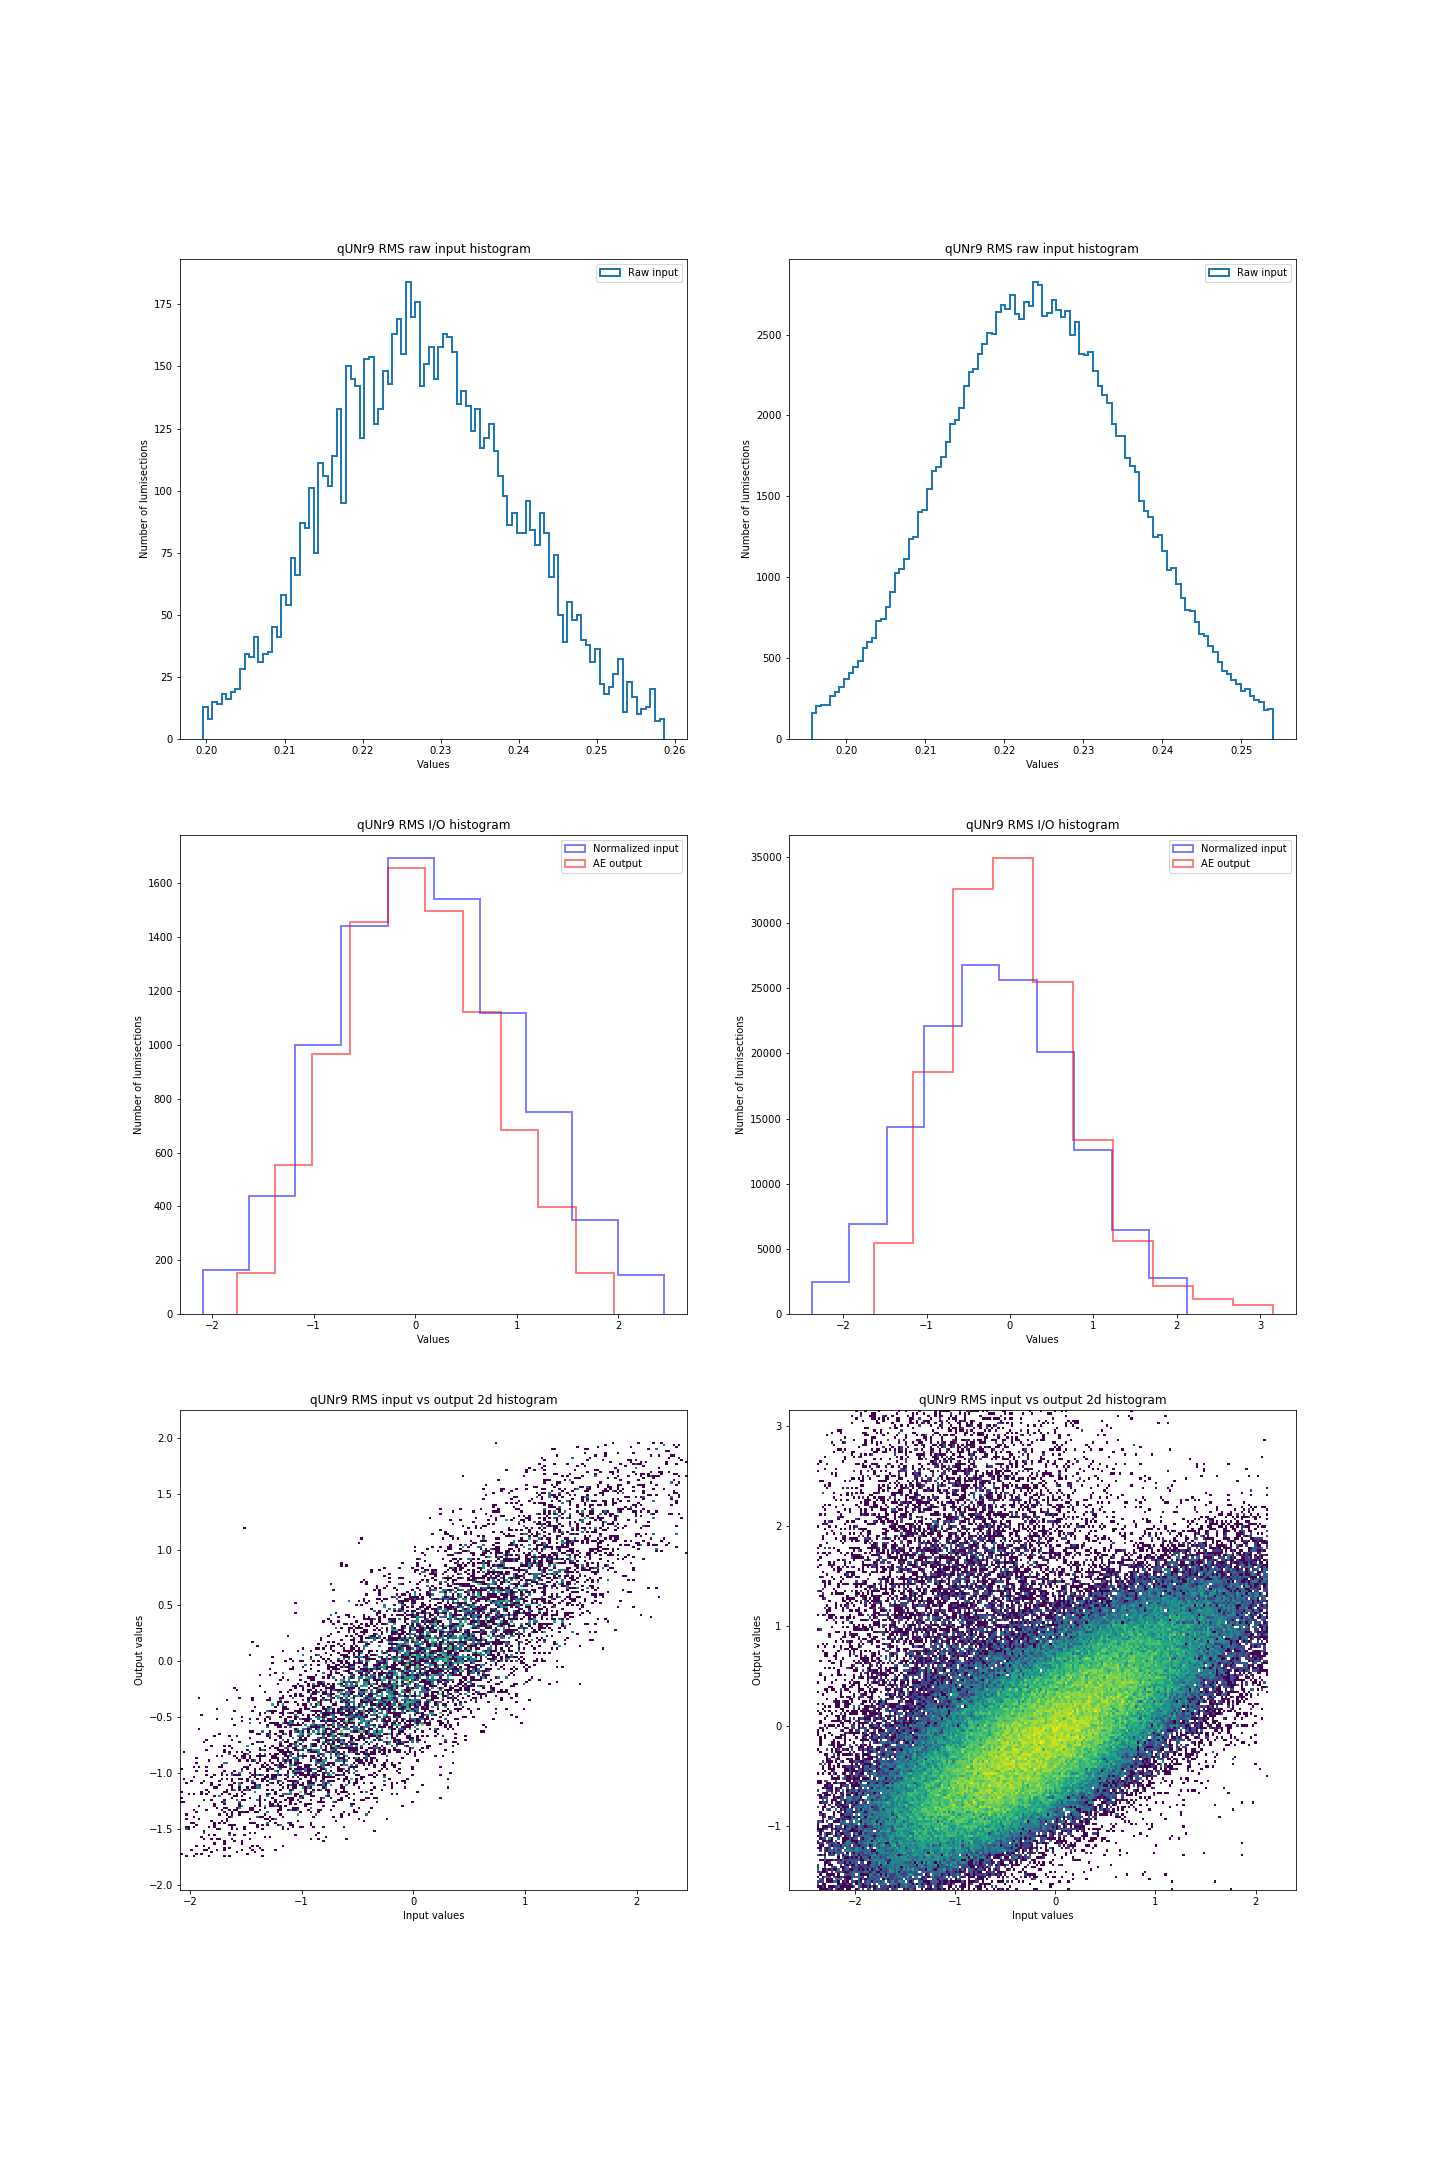 qUNr9 RMS raw input histogram
Raw input
175
150
125
100
75
50
25
0
Number of lumisections
0.20 0.21 0.22 0.23 0.24 0.25 0.26
Values
qUNr9 RMS raw input histogram
Raw input
2500
2000
1500
1000
500
0
Number of lumisections
0.20 0.21 0.22 0.23 0.24 0.25
Values
qUNr9 RMS I/O histogram
Normalized input
AE output
1600
1400
1200
1000
800
600
400
200
0
Number of lumisections
−2 −1 0 1 2
Values
qUNr9 RMS I/O histogram
Normalized input
AE output
35000
30000
25000
20000
15000
10000
5000
0
Number of lumisections
−2 −1 0 1 2 3
Values
qUNr9 RMS input vs output 2d histogram
2.0
1.5
1.0
0.5
0.0
−0.5
−1.0
−1.5
−2.0
Output values
−2 −1 0 1 2
Input values
qUNr9 RMS input vs output 2d histogram
3
2
1
0
−1
Output values
−2 −1 0 1 2
Input values